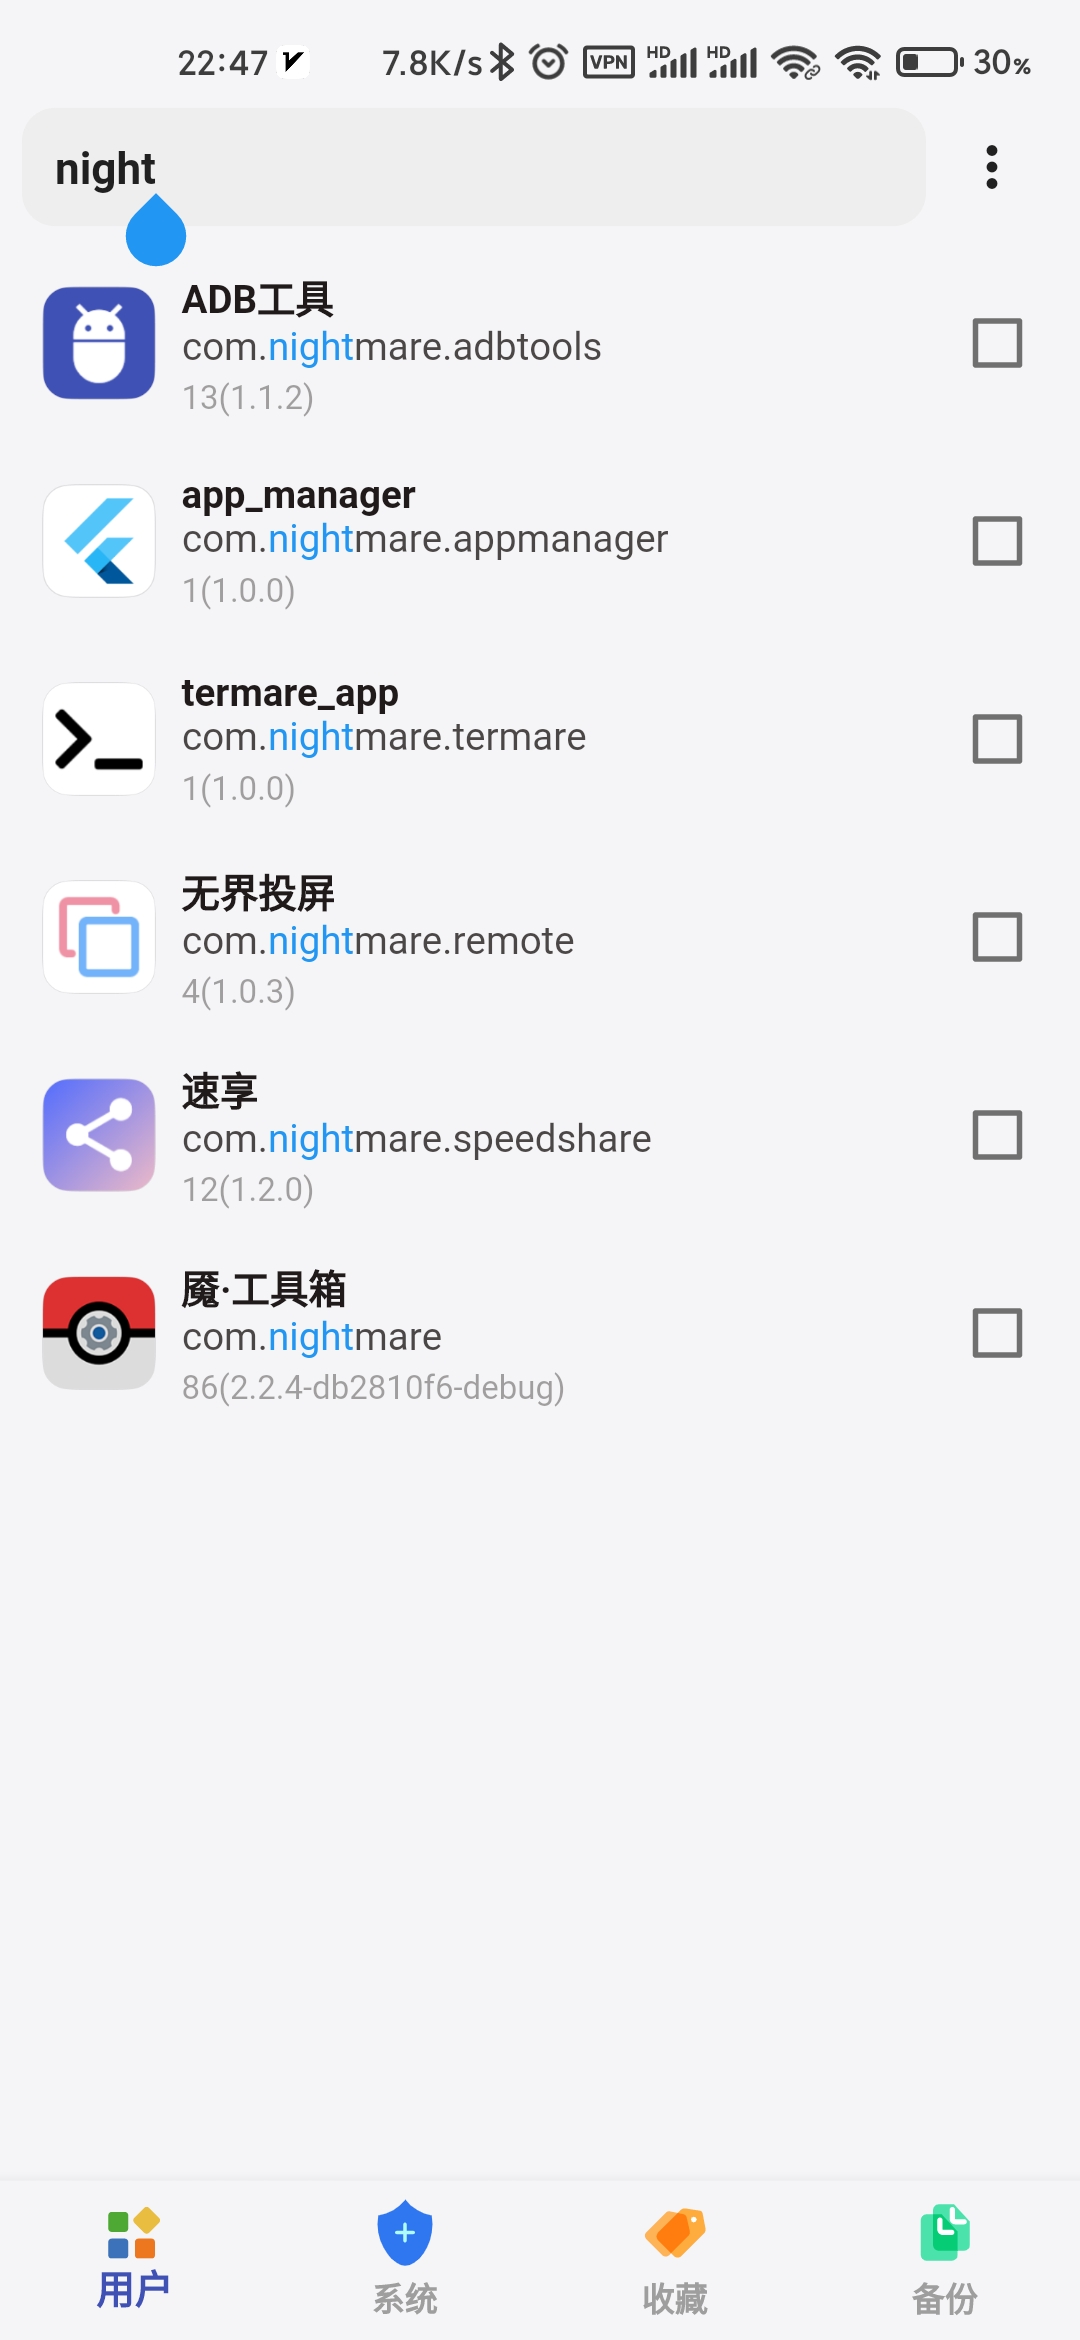 22:47 7.8K/s VPN HD HD 30%
night
ADB工具
com.nightmare.adbtools
13(1.1.2)
app_manager
com.nightmare.appmanager
1(1.0.0)
termare_app
com.nightmare.termare
1(1.0.0)
无界投屏
com.nightmare.remote
4(1.0.3)
速享
com.nightmare.speedshare
12(1.2.0)
魇·工具箱
com.nightmare
86(2.2.4-db2810f6-debug)
用户 系统 收藏 备份